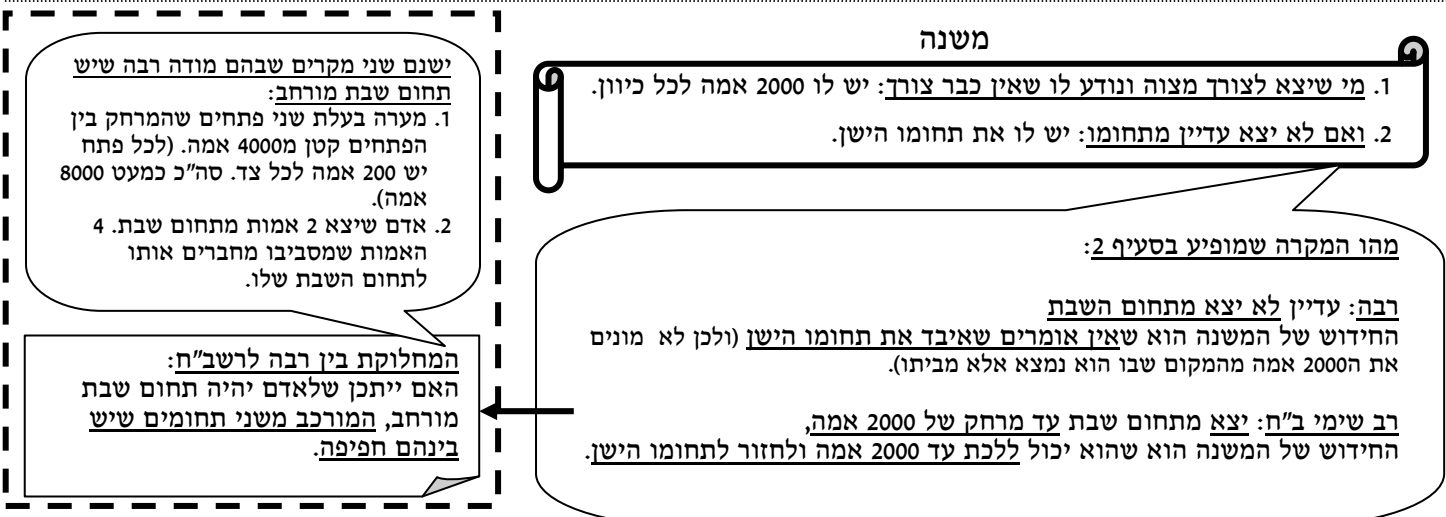 משנה
1. מי שיצא לצורך מצוה ונודע לו שאין כבר צורך: יש לו 2000 אמה לכל כיוון.
2. ואם לא יצא עדיין מתחומו: יש לו את תחומו הישן.
מהו המקרה שמופיע בסעיף 2:
רבה: עדיין לא יצא מתחום השבת
החידוש של המשנה הוא שאין אומרים שאיבד את תחומו הישן (ולכן לא מונים
את ה2000 אמה מהמקום שבו הוא נמצא אלא מביתו).
רב שימי ב"ח: יצא מתחום שבת עד מרחק של 2000 אמה,
החידוש של המשנה הוא שהוא יכול ללכת עד 2000 אמה ולחזור לתחומו הישן.
ישנם שני מקרים שבהם מודה רבה שיש
תחום שבת מורחב:
1. מערה בעלת שני פתחים שהמרחק בין
הפתחים קטן מ4000 אמה. (לכל פתח
יש 200 אמה לכל צד. סה"כ כמעט 8000
אמה).
2. אדם שיצא 2 אמות מתחום שבת. 4
האמות שמסביבו מחברים אותו
לתחום השבת שלו.
המחלוקת בין רבה לרשב"ח:
האם ייתכן שלאדם יהיה תחום שבת
מורחב, המורכב משני תחומים שיש
בינהם חפיפה.